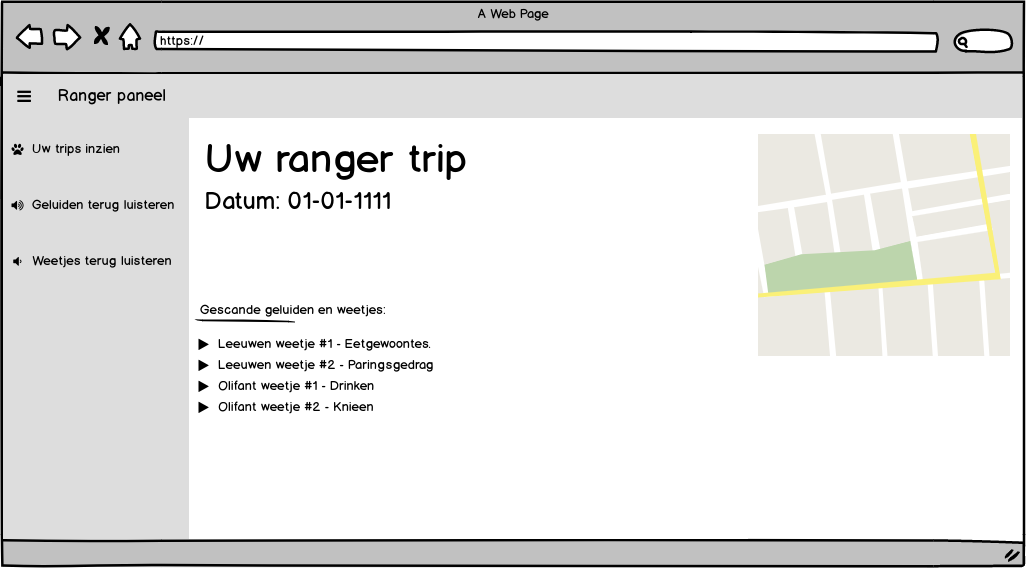 A Web Page
https://
Ranger paneel
Uw trips inzien
Geluiden terug luisteren
Weetjes terug luisteren
Uw ranger trip
Datum: 01-01-1111
Gescande geluiden en weetjes:
Leeuwen weetje #1 - Eetgewoontes.
Leeuwen weetje #2 - Paringsgedrag
Olifant weetje #1 - Drinken
Olifant weetje #2 - Knieen